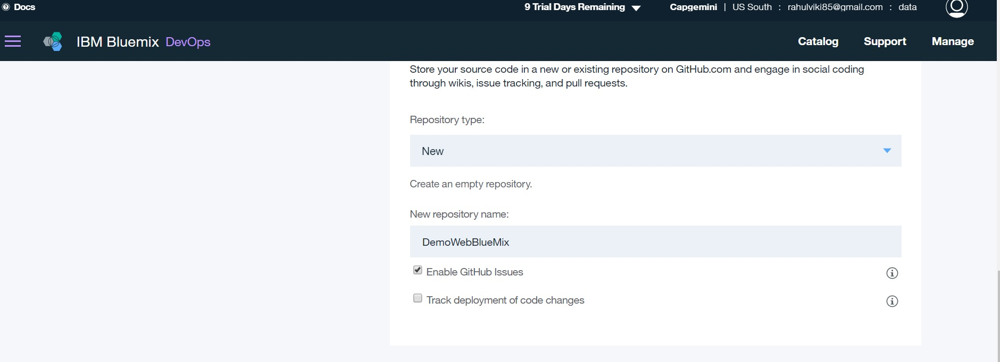 Docs
9 Trial Days Remaining
Capgemini | US South : rahulviki85@gmail.com : data
IBM Bluemix DevOps
Catalog Support Manage
Store your source code in a new or existing repository on GitHub.com and engage in social coding
through wikis, issue tracking, and pull requests.
Repository type:
New
Create an empty repository.
New repository name:
DemoWebBlueMix
Enable GitHub Issues
Track deployment of code changes